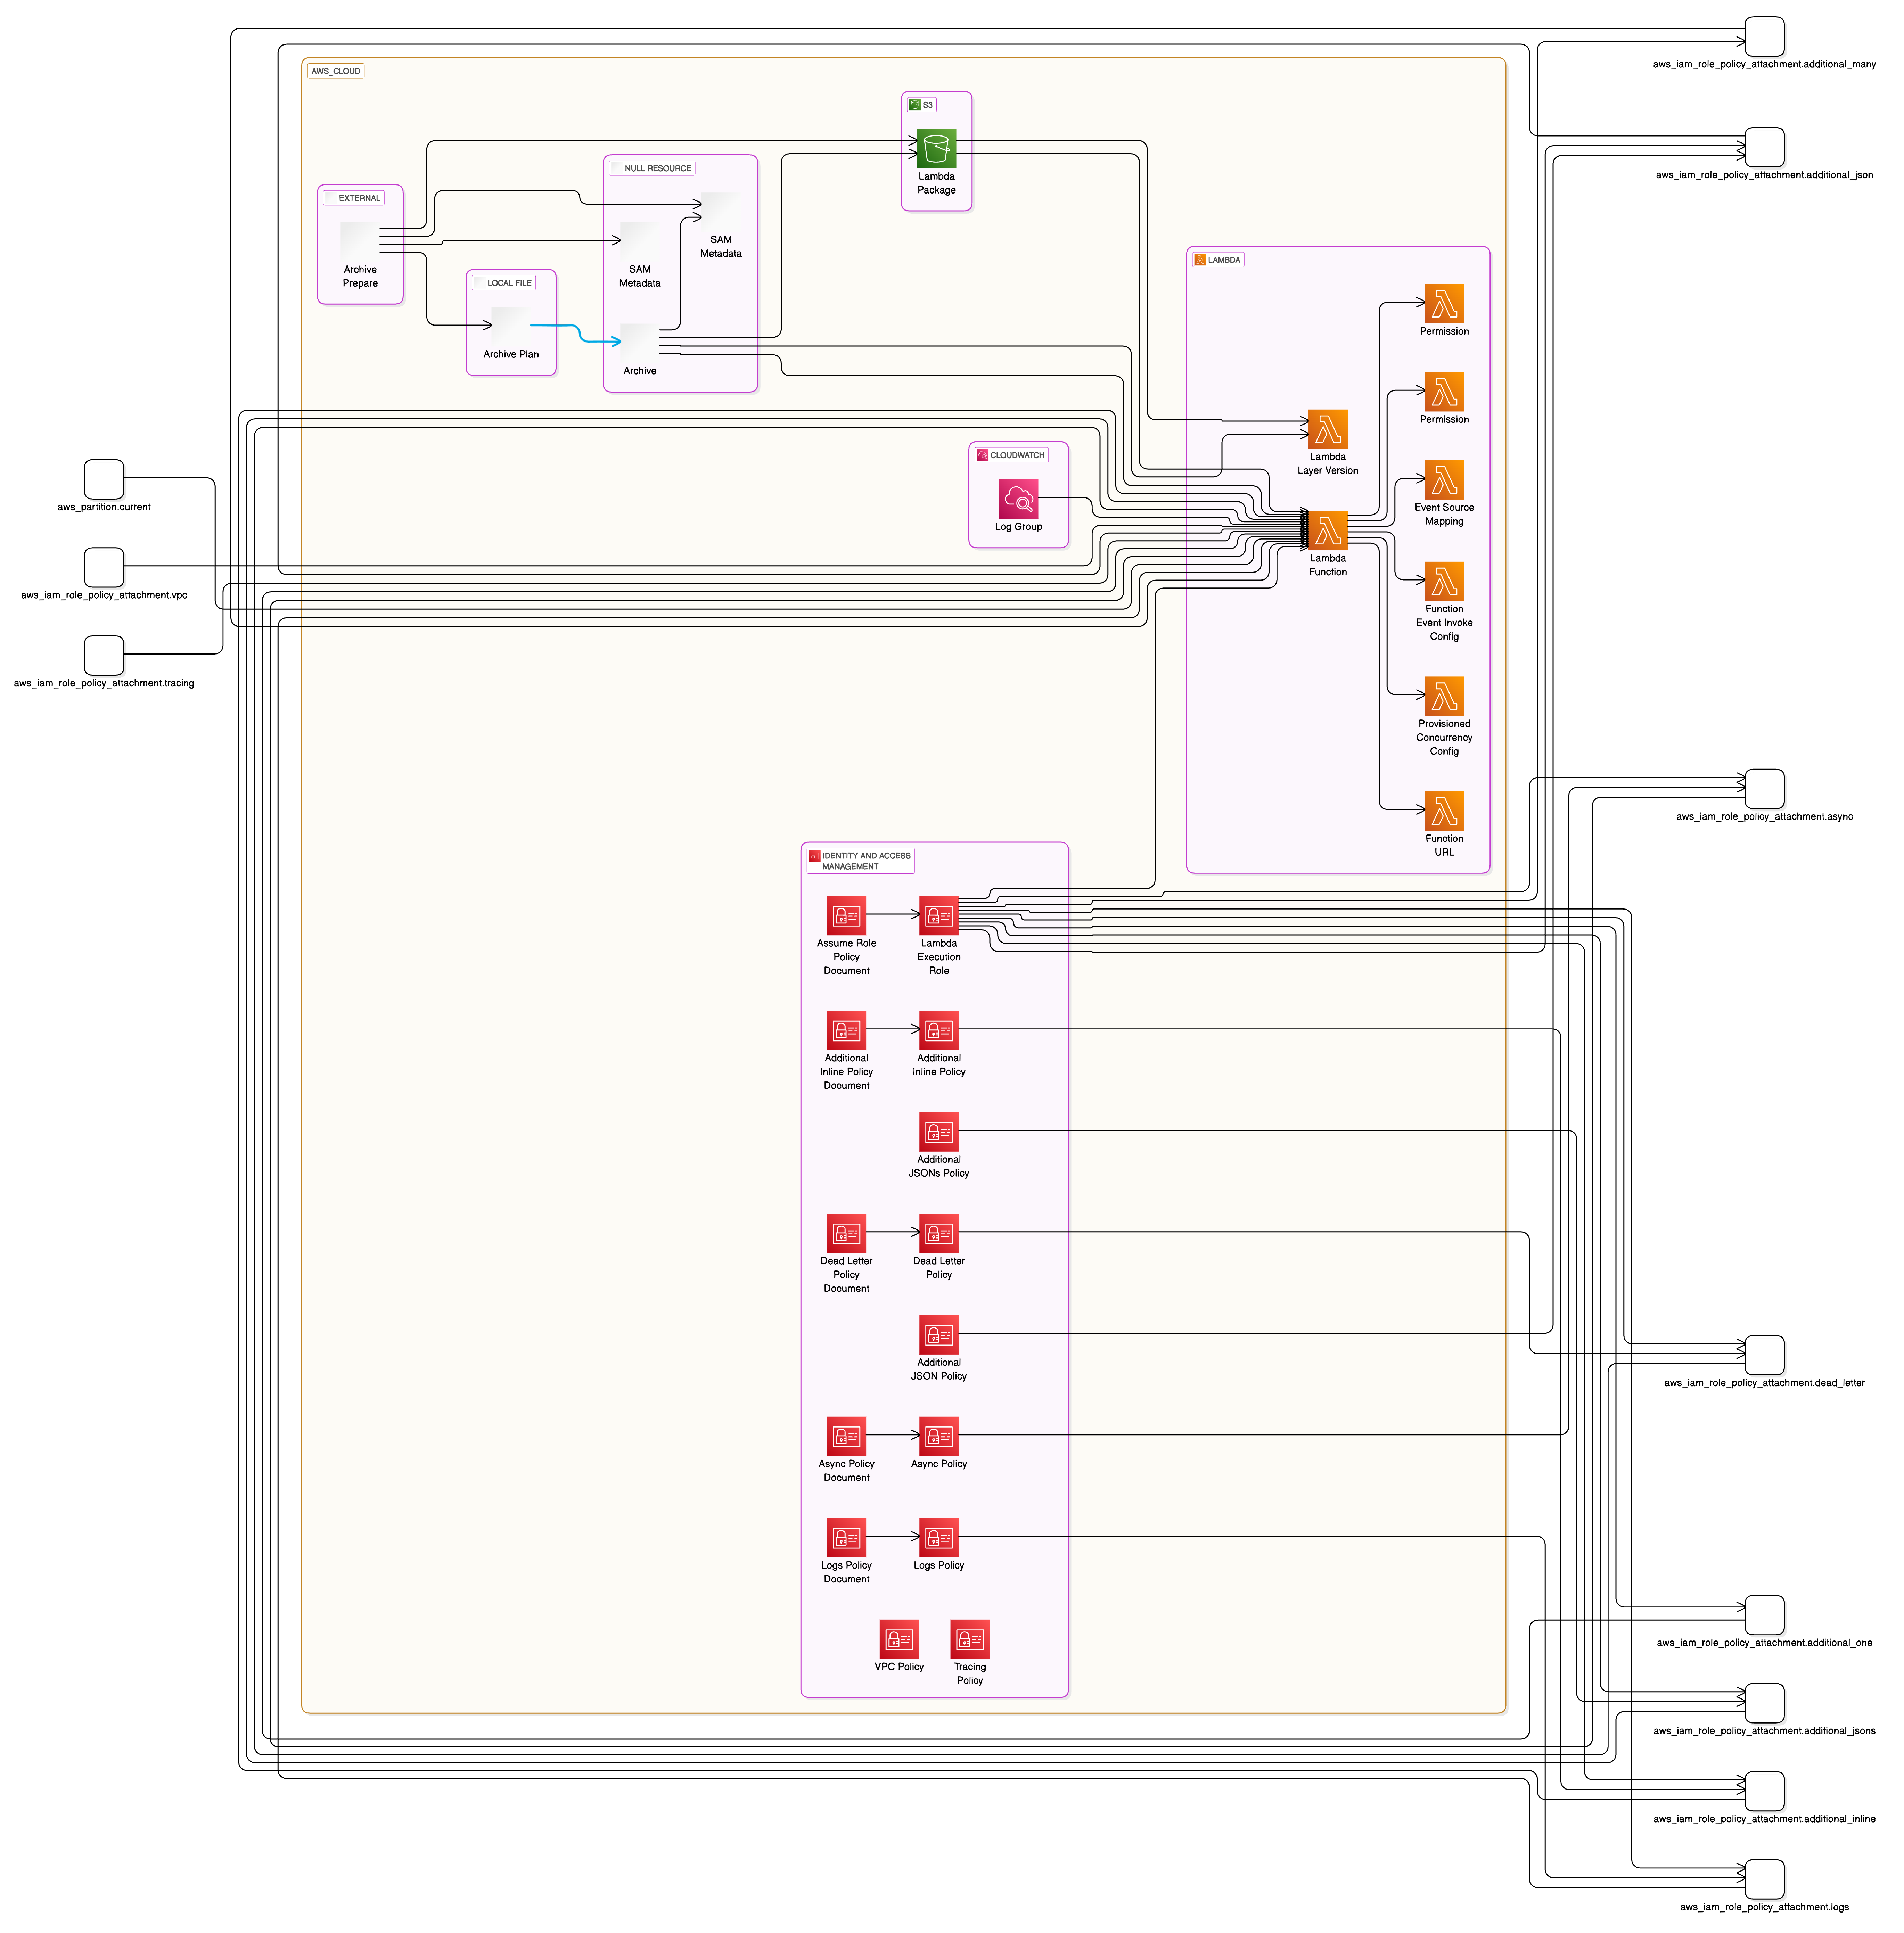 aws_iam_role_policy_attachment.additional_many
AWS_CLOUD
S3
Lambda
Package
aws_iam_role_policy_attachment.additional_json
NULL RESOURCE
EXTERNAL
SAM
Metadata
SAM
Metadata
Archive
Prepare
LOCAL FILE
Archive Plan
Archive
LAMBDA
Permission
Permission
Lambda
Layer Version
Event Source
Mapping
CLOUDWATCH
Log Group
Lambda
Function
Function
Event Invoke
Config
Provisioned
Concurrency
Config
Function
URL
aws_partition.current
aws_iam_role_policy_attachment.vpc
aws_iam_role_policy_attachment.tracing
aws_iam_role_policy_attachment.async
IDENTITY AND ACCESS
MANAGEMENT
Assume Role
Policy
Document
Lambda
Execution
Role
Additional
Inline Policy
Document
Additional
Inline Policy
Additional
JSONs Policy
Dead Letter
Policy
Document
Dead Letter
Policy
Additional
JSON Policy
aws_iam_role_policy_attachment.dead_letter
Async Policy
Document
Async Policy
Logs Policy
Document
Logs Policy
VPC Policy
Tracing
Policy
aws_iam_role_policy_attachment.additional_one
aws_iam_role_policy_attachment.additional_jsons
aws_iam_role_policy_attachment.additional_inline
aws_iam_role_policy_attachment.logs